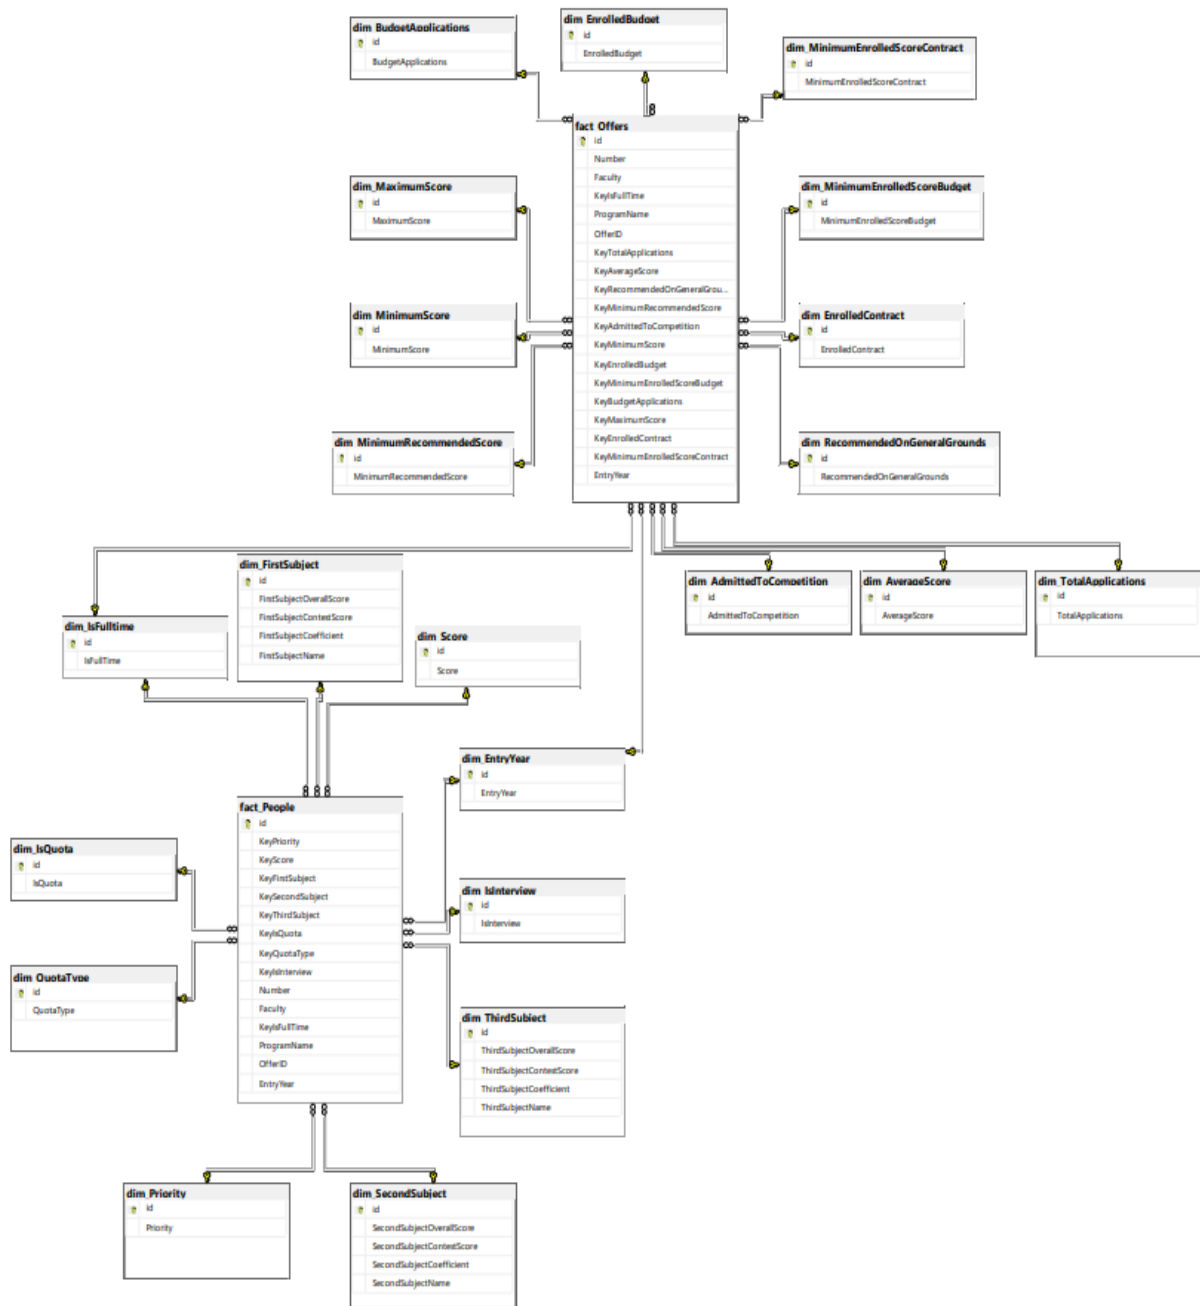 dim_BudgetApplications
id
BudgetApplications
dim_EnrolledBudget
id
EnrolledBudget
dim_MinimumEnrolledScoreContract
id
MinimumEnrolledScoreContract
fact_Offers
id
Number
Faculty
KeyIsFullTime
ProgramName
OfferID
KeyTotalApplications
KeyAverageScore
KeyRecommendedOnGeneralGrou...
KeyMinimumRecommendedScore
KeyAdmittedToCompetition
KeyMinimumScore
KeyEnrolledBudget
KeyMinimumEnrolledScoreBudget
KeyBudgetApplications
KeyMaximumScore
KeyEnrolledContract
KeyMinimumEnrolledScoreContract
EntryYear
dim_MaximumScore
id
MaximumScore
dim_MinimumEnrolledScoreBudget
id
MinimumEnrolledScoreBudget
dim_MinimumScore
id
MinimumScore
dim_EnrolledContract
id
EnrolledContract
dim_MinimumRecommendedScore
id
MinimumRecommendedScore
dim_RecommendedOnGeneralGrounds
id
RecommendedOnGeneralGrounds
dim_FirstSubject
id
FirstSubjectOverallScore
FirstSubjectContestScore
FirstSubjectCoefficient
FirstSubjectName
dim_AdmittedToCompetition
id
AdmittedToCompetition
dim_AverageScore
id
AverageScore
dim_TotalApplications
id
TotalApplications
dim_IsFulltime
id
IsFullTime
dim_Score
id
Score
dim_EntryYear
id
EntryYear
fact_People
id
KeyPriority
KeyScore
KeyFirstSubject
KeySecondSubject
KeyThirdSubject
KeyIsQuota
KeyQuotaType
KeyIsInterview
Number
Faculty
KeyIsFullTime
ProgramName
OfferID
EntryYear
dim_IsQuota
id
IsQuota
dim_IsInterview
id
IsInterview
dim_QuotaType
id
QuotaType
dim_ThirdSubject
id
ThirdSubjectOverallScore
ThirdSubjectContestScore
ThirdSubjectCoefficient
ThirdSubjectName
dim_Priority
id
Priority
dim_SecondSubject
id
SecondSubjectOverallScore
SecondSubjectContestScore
SecondSubjectCoefficient
SecondSubjectName